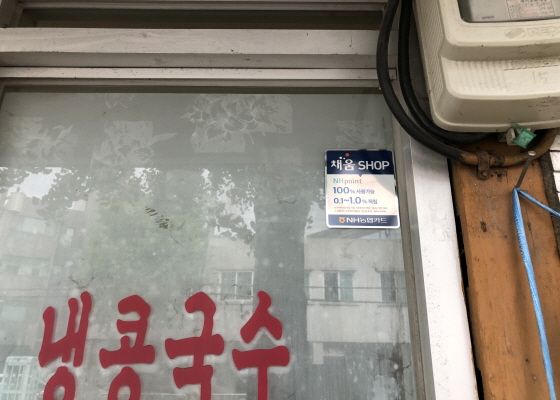 채움 SHOP
NHpoint
100% 사용가능
0.1~1.0% 적립
NH농협카드
냉콩국수